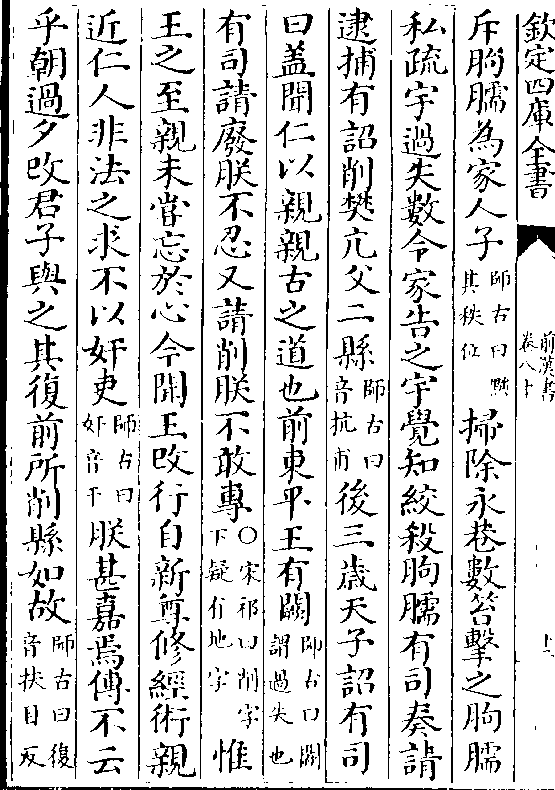 欽定四庫全書
前漢書
卷八十
斥朐臑為家人子師古曰黜其秩位掃除永巷數笞擊之朐臑
私疏宇過失數令家告之宇覺知絞殺朐臑有司奏請
逮捕有詔削樊亢父二縣師古曰音抗甫後三歲天子詔有司
曰蓋聞仁以親親古之道也前東平王有闕師古曰闕謂過失也
有司請廢朕不忍又請削朕不敢專○宋祁曰削字下疑有地字惟
王之至親未嘗忘於心今聞王改行自新尊修經術親
近仁人非法之求不以奸吏師古曰奸音干朕甚嘉焉傳不云
乎朝過夕改君子與之其復前所削縣如故師古曰復音扶目反